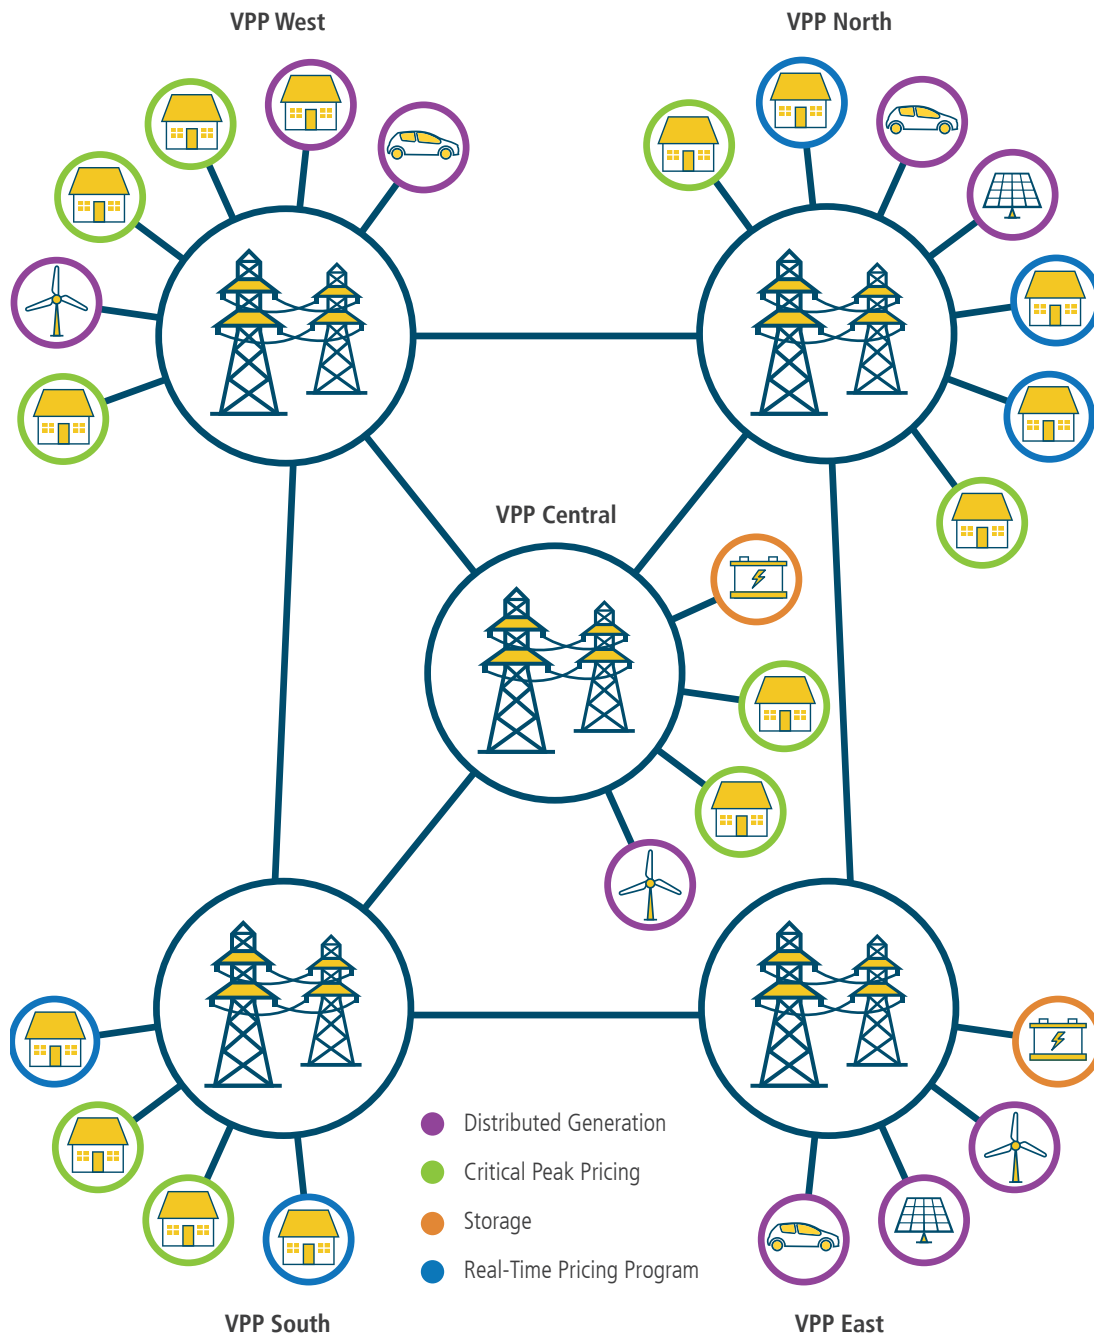 VPP West
VPP North
VPP Central
Distributed Generation
Critical Peak Pricing
Storage
Real-Time Pricing Program
VPP South
VPP East